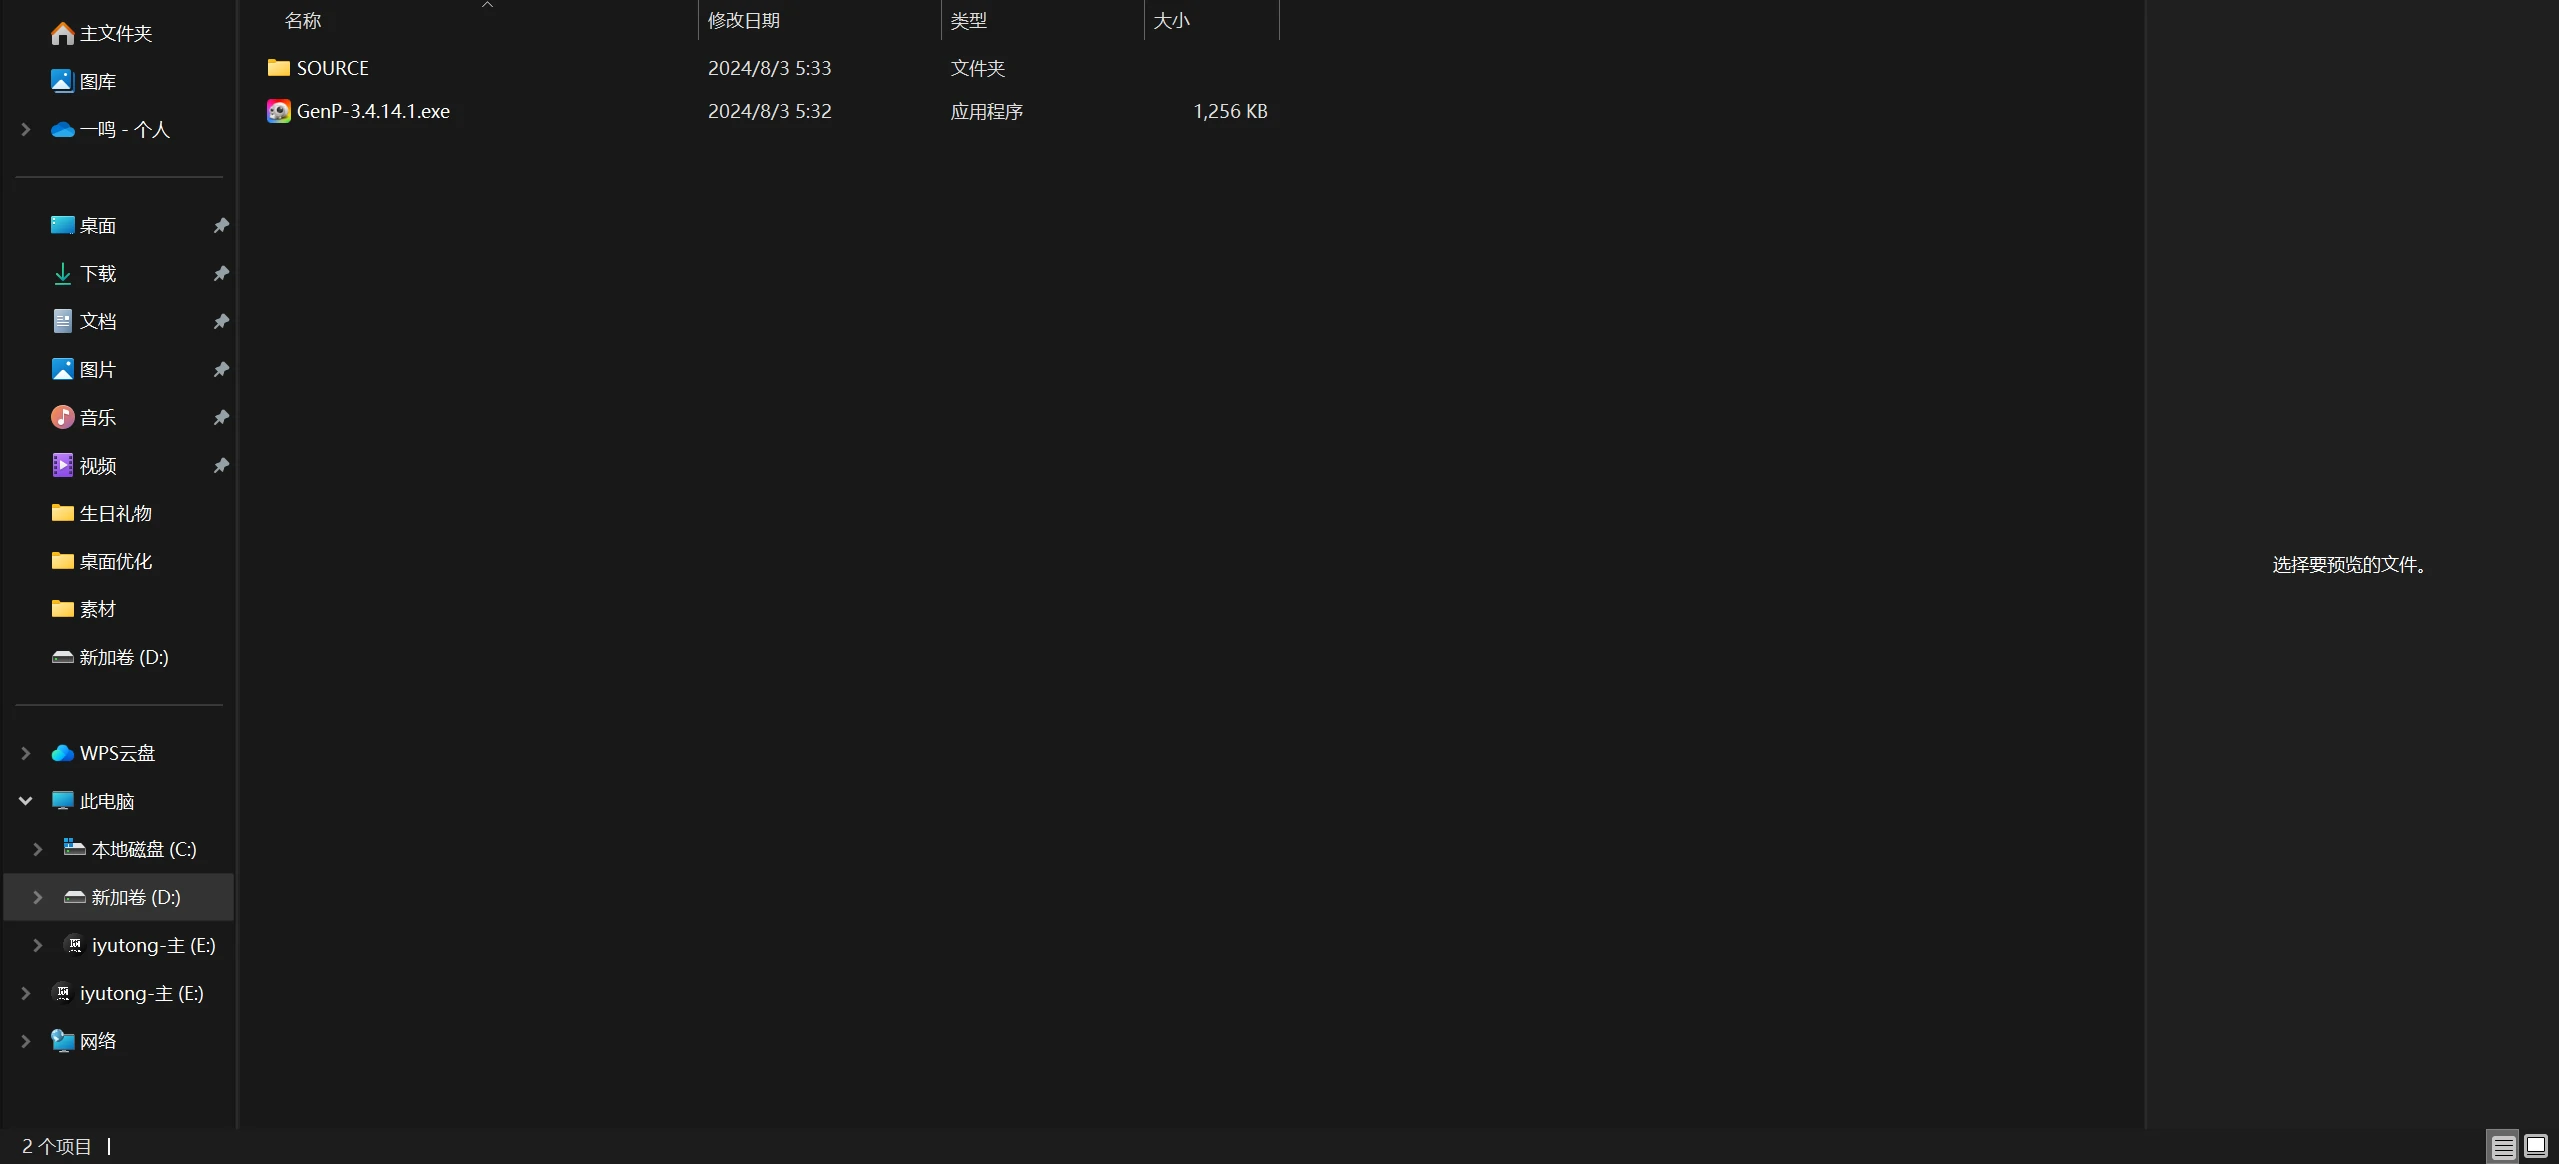 主文件夹
图库
一鸣 - 个人
桌面
下载
文档
图片
音乐
视频
生日礼物
桌面优化
素材
新加卷 (D:)
WPS云盘
此电脑
本地磁盘 (C:)
新加卷 (D:)
iyutong-主 (E:)
iyutong-主 (E:)
网络
名称 修改日期 类型 大小
SOURCE 2024/8/3 5:33 文件夹
GenP-3.4.14.1.exe 2024/8/3 5:32 应用程序 1,256 KB
选择要预览的文件。
2 个项目